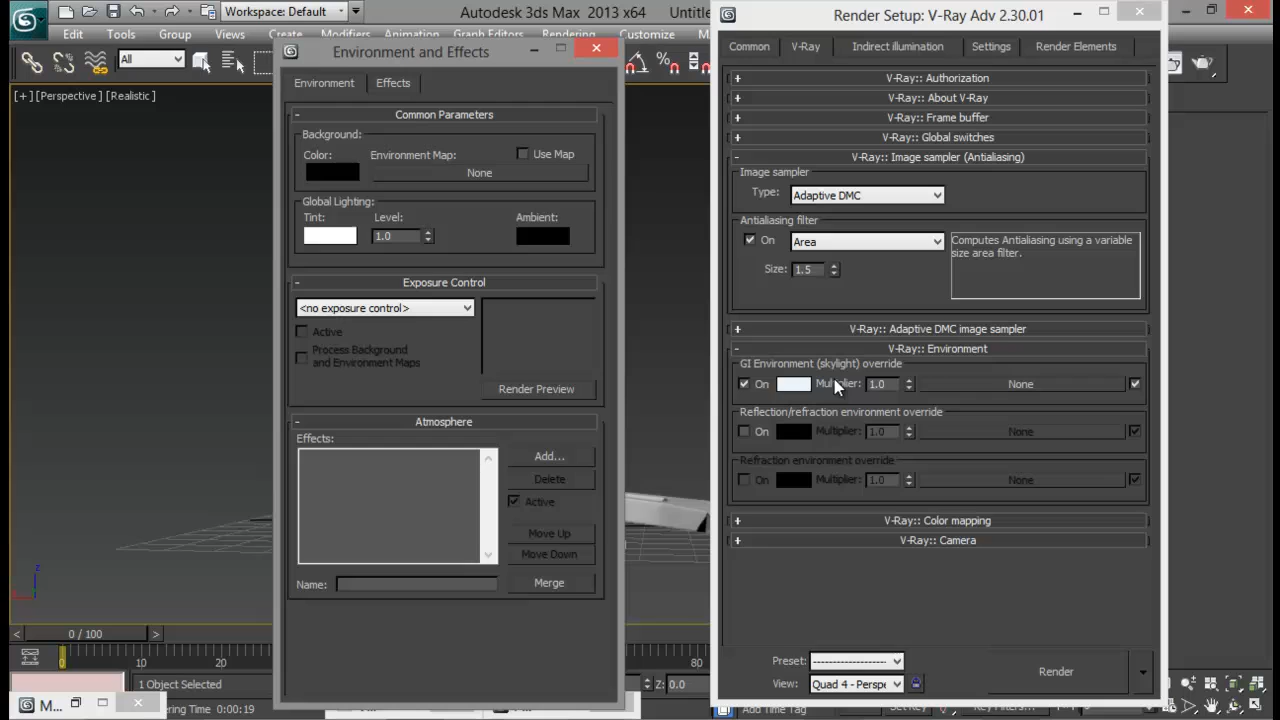 Workspace: Default
Autodesk 3ds Max 2013 x64
Edit Tools Group Views Create Modifiers Animation Graph Editors Rendering Customize
All
[+] [Perspective ] [Realistic ]
Environment and Effects
Environment Effects
- Common Parameters
Background:
Color: Environment Map: Use Map
None
Global Lighting:
Tint: Level: Ambient:
1.0
- Exposure Control
<no exposure control>
Active
Process Background
and Environment Maps
Render Preview
- Atmosphere
Effects:
Add...
Delete
Active
Move Up
Move Down
Name:
Merge
Render Setup: V-Ray Adv 2.30.01
Common V-Ray Indirect illumination Settings Render Elements
+ V-Ray:: Authorization
+ V-Ray:: About V-Ray
+ V-Ray:: Frame buffer
+ V-Ray:: Global switches
- V-Ray:: Image sampler (Antialiasing)
Image sampler
Type: Adaptive DMC
Antialiasing filter
On Area
Size: 1.5
Computes Antialiasing using a variable
size area filter.
+ V-Ray:: Adaptive DMC image sampler
- V-Ray:: Environment
GI Environment (skylight) override
On Multiplier: 1.0 None
Reflection/refraction environment override
On Multiplier: 1.0 None
Refraction environment override
On Multiplier: 1.0 None
+ V-Ray:: Color mapping
+ V-Ray:: Camera
Preset: -------------------
View: Quad 4 - Perspe
Render
z
< 0 / 100 >
0 10 20 80
1 Object Selected
Z: 0.0
M...
ering Time 0:00:19
Add Time Tag